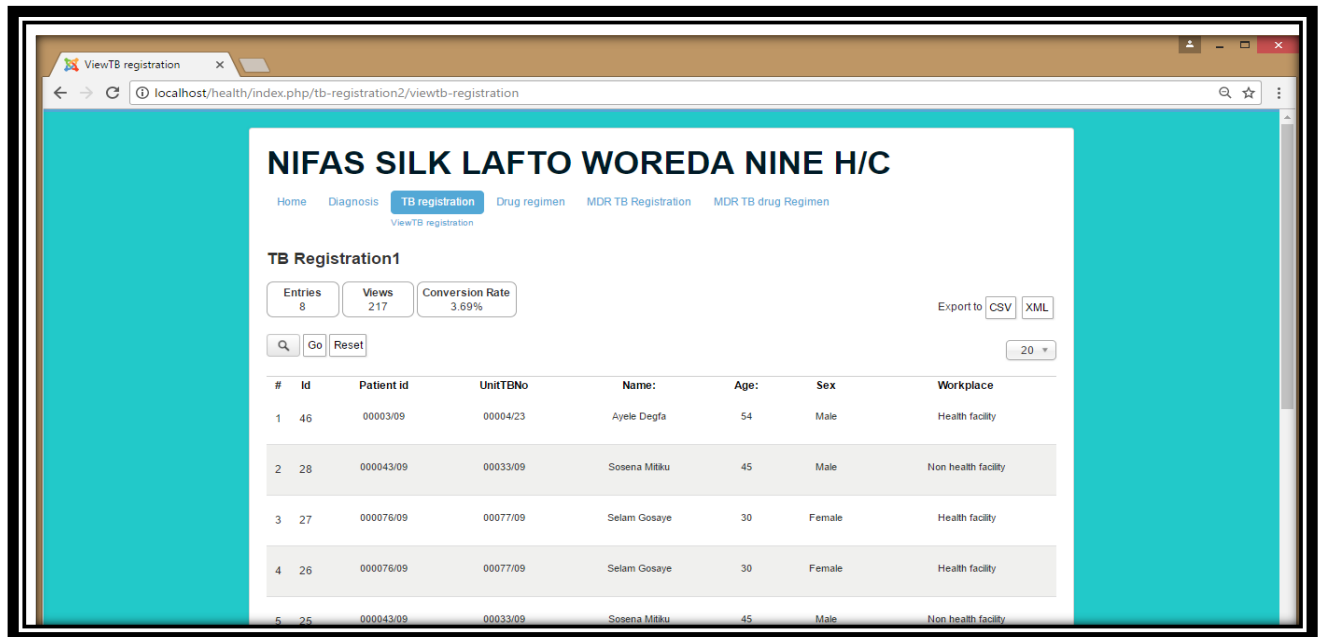 ViewTB registration
localhost/health/index.php/tb-registration2/viewtb-registration
NIFAS SILK LAFTO WOREDA NINE H/C
Home Diagnosis TB registration Drug regimen MDR TB Registration MDR TB drug Regimen
ViewTB registration
TB Registration1
Entries Views Conversion Rate
8 217 3.69%
Export to CSV XML
Go Reset
20
# Id Patient id UnitTBNo Name: Age: Sex Workplace
1 46 00003/09 00004/23 Ayele Degfa 54 Male Health facility
2 28 000043/09 00033/09 Sosena Mitiku 45 Male Non health facility
3 27 000076/09 00077/09 Selam Gosaye 30 Female Health facility
4 26 000076/09 00077/09 Selam Gosaye 30 Female Health facility
5 25 000043/09 00033/09 Sosena Mitiku 45 Male Non health facility